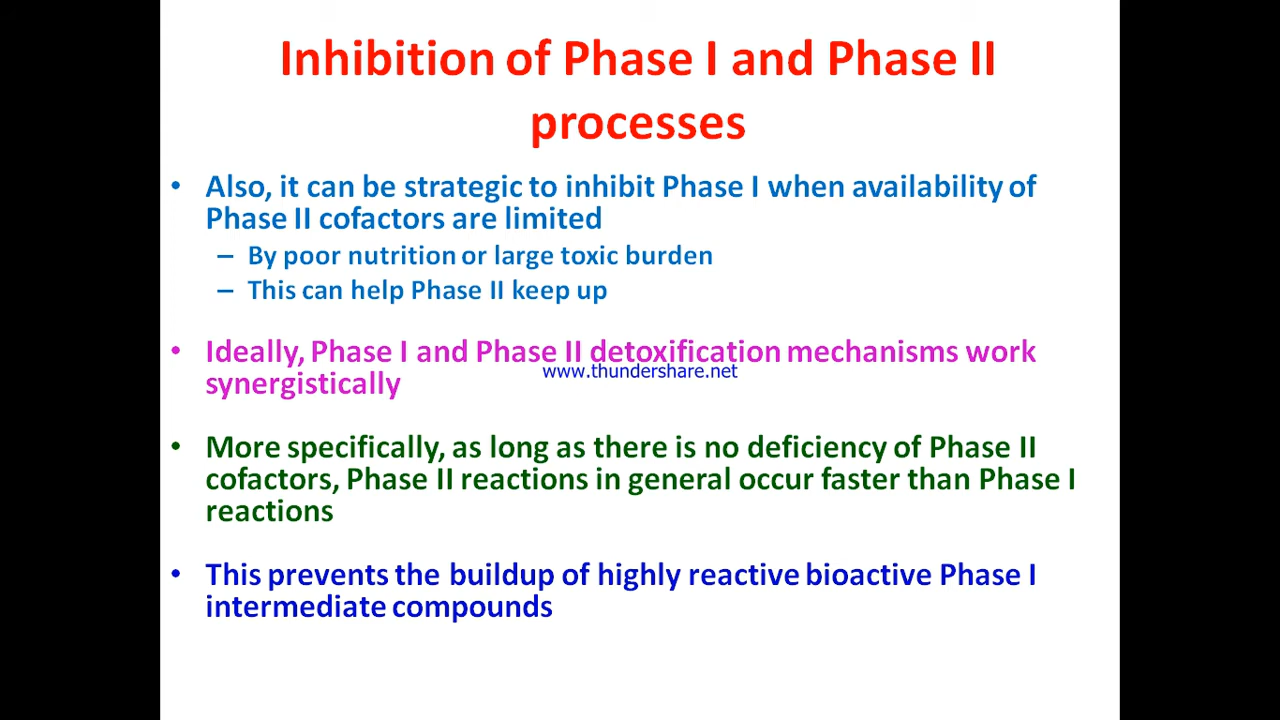 Inhibition of Phase I and Phase II
processes
• Also, it can be strategic to inhibit Phase I when availability of
Phase II cofactors are limited
– By poor nutrition or large toxic burden
– This can help Phase II keep up
• Ideally, Phase I and Phase II detoxification mechanisms work
www.thundershare.net
synergistically
• More specifically, as long as there is no deficiency of Phase II
cofactors, Phase II reactions in general occur faster than Phase I
reactions
• This prevents the buildup of highly reactive bioactive Phase I
intermediate compounds